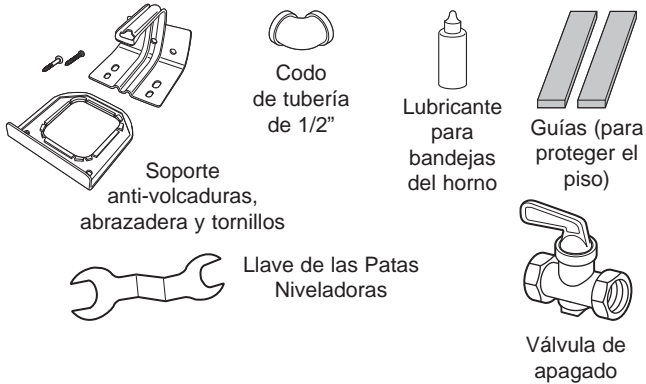 Codo
de tubería
de 1/2”
Lubricante
para
bandejas
del horno
Guías (para
proteger el
piso)
Soporte
anti-volcaduras,
abrazadera y tornillos
Llave de las Patas
Niveladoras
Válvula de
apagado